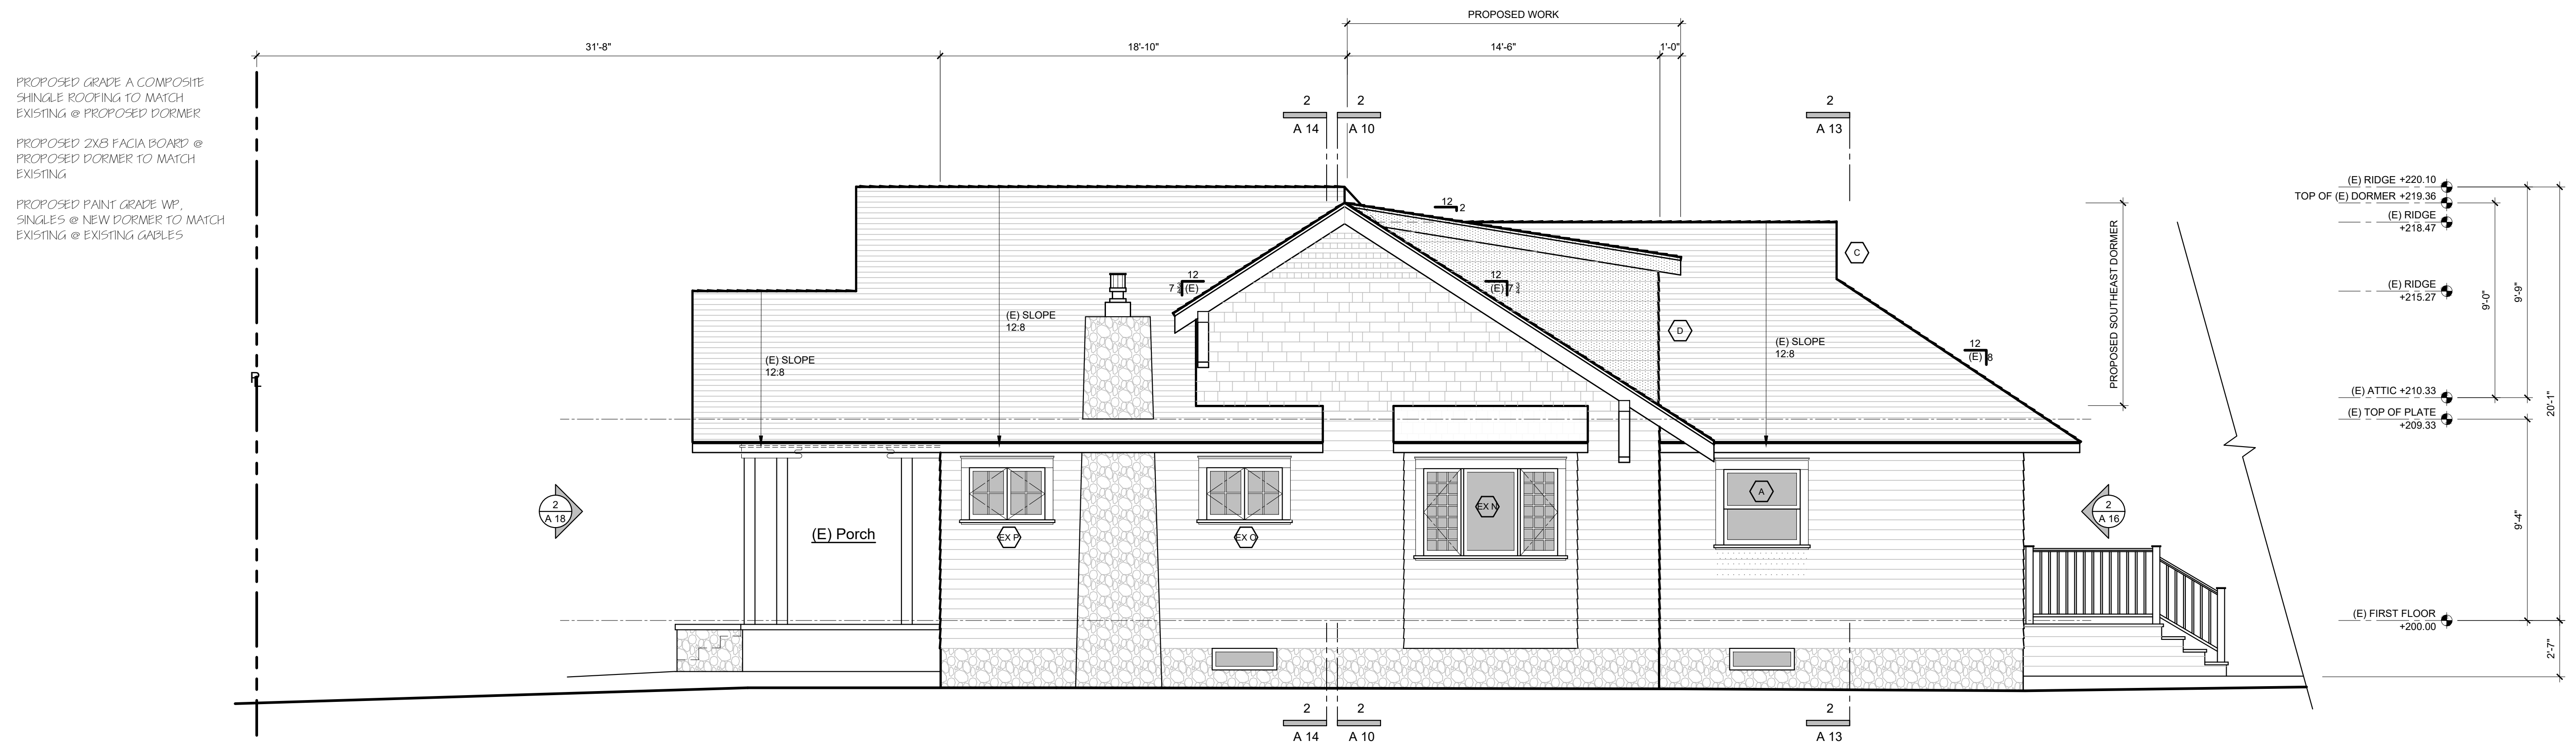 PROPOSED WORK
31'-8"
18'-10"
14'-6"
1'-0"
PROPOSED GRADE A COMPOSITE
SHINGLE ROOFING TO MATCH
EXISTING @ PROPOSED DORMER
PROPOSED 2X8 FACIA BOARD @
PROPOSED DORMER TO MATCH
EXISTING
PROPOSED PAINT GRADE WP,
SINGLES @ NEW DORMER TO MATCH
EXISTING @ EXISTING GABLES
2
A 14
2
A 10
2
A 13
12
2
C
12
7 3/4
(E)
12
(E)
7 3/4
D
(E) SLOPE
12:8
(E) SLOPE
12:8
(E) SLOPE
12:8
12
(E)
8
PL
PROPOSED SOUTHEAST DORMER
(E) RIDGE +220.10
TOP OF (E) DORMER +219.36
(E) RIDGE
+218.47
(E) RIDGE
+215.27
(E) ATTIC +210.33
(E) TOP OF PLATE
+209.33
(E) FIRST FLOOR
+200.00
9'-0"
9'-9"
20'-1"
9'-4"
2'-7"
2
A 18
(E) Porch
EX P
EX O
EX N
A
2
A 16
2
A 14
2
A 10
2
A 13